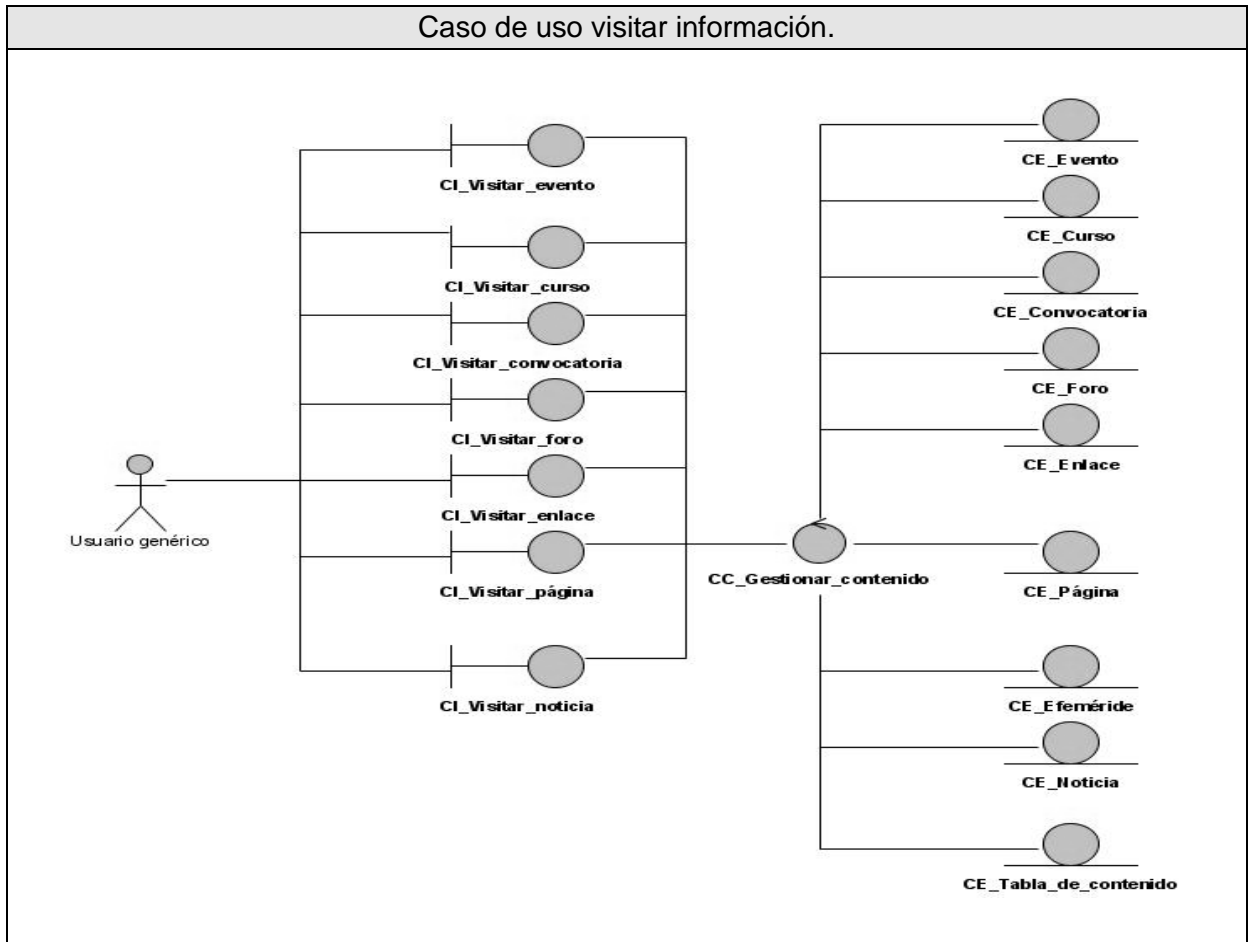 Caso de uso visitar información.
CI_Visitar_evento
CI_Visitar_curso
CI_Visitar_convocatoria
CI_Visitar_foro
CI_Visitar_enlace
Usuario genérico
CI_Visitar_página
CI_Visitar_noticia
CC_Gestionar_contenido
CE_Evento
CE_Curso
CE_Convocatoria
CE_Foro
CE_Enlace
CE_Página
CE_Efeméride
CE_Noticia
CE_Tabla_de_contenido